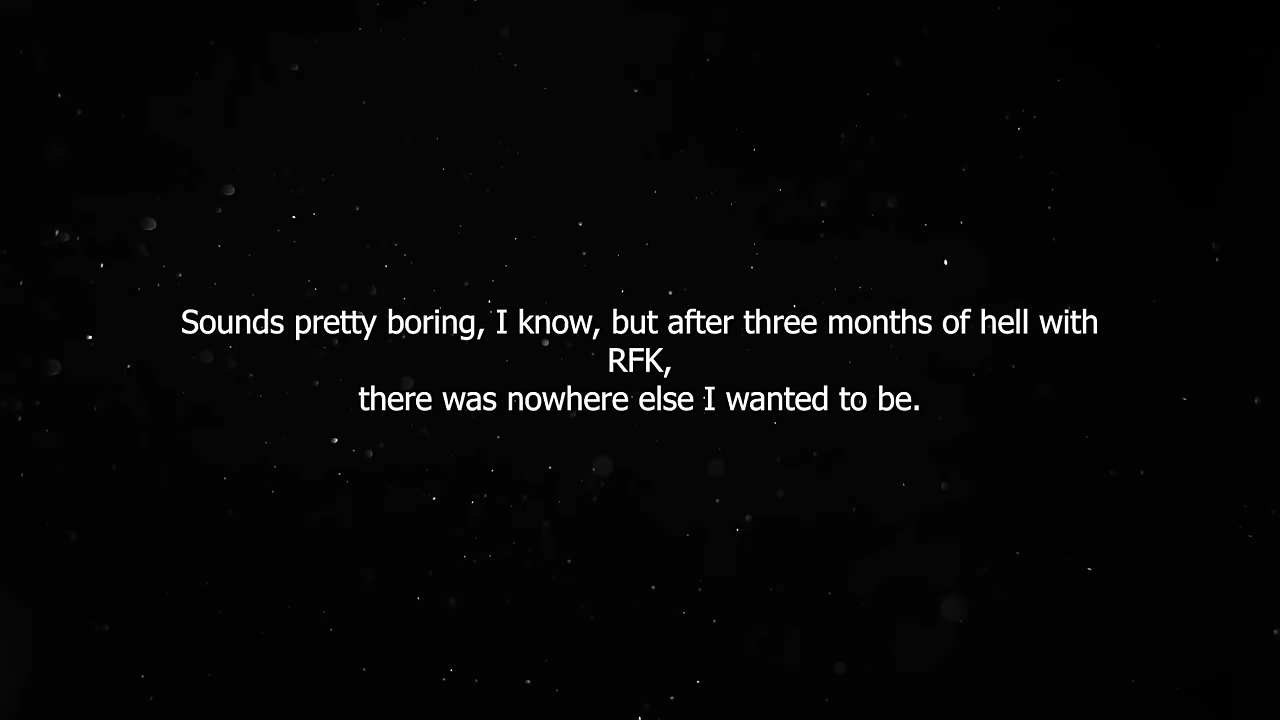 Sounds pretty boring, I know, but after three months of hell with
RFK,
there was nowhere else I wanted to be.